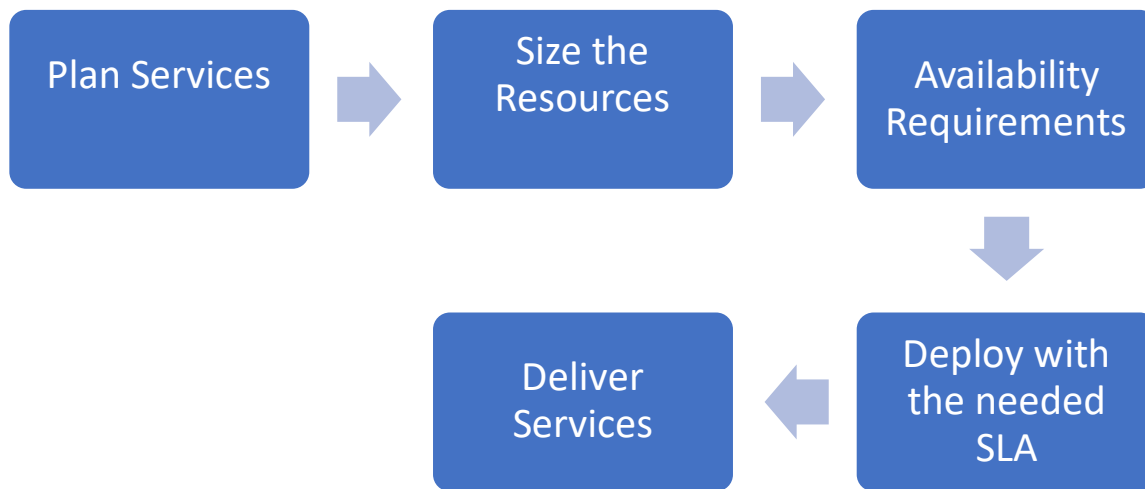 Plan Services
Size the
Resources
Availability
Requirements
Deploy with
the needed
SLA
Deliver
Services